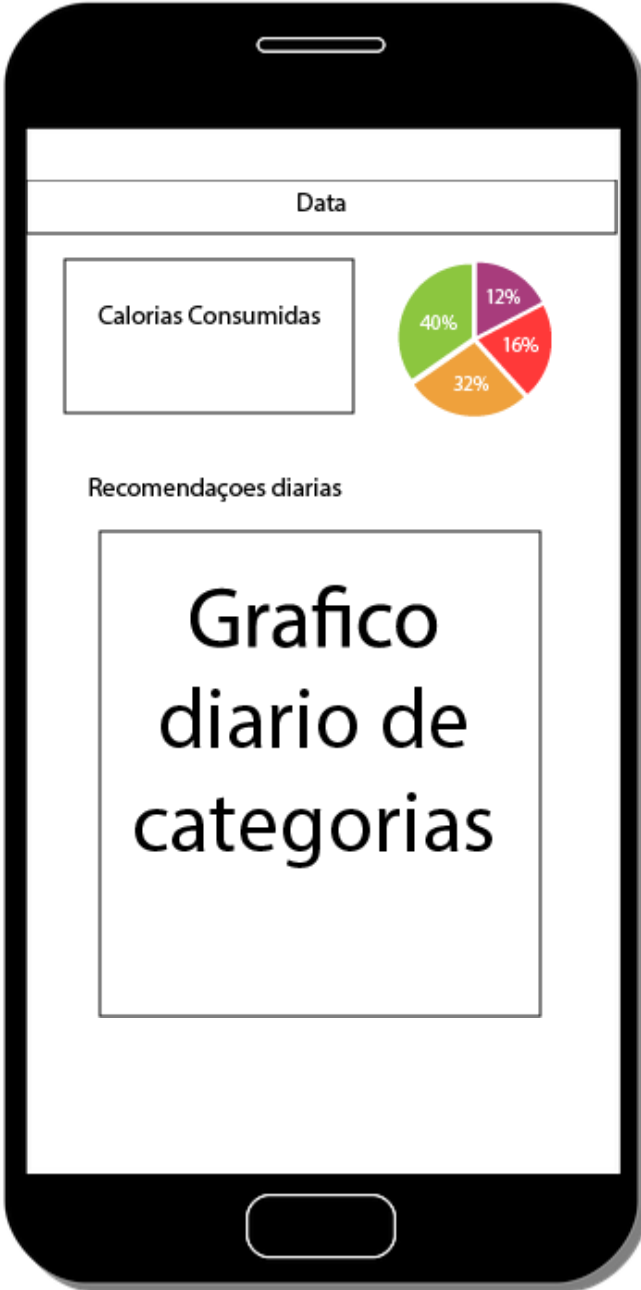 Data
Calorias Consumidas
12%
40%
16%
32%
Recomendaçoes diarias
Grafico
diario de
categorias